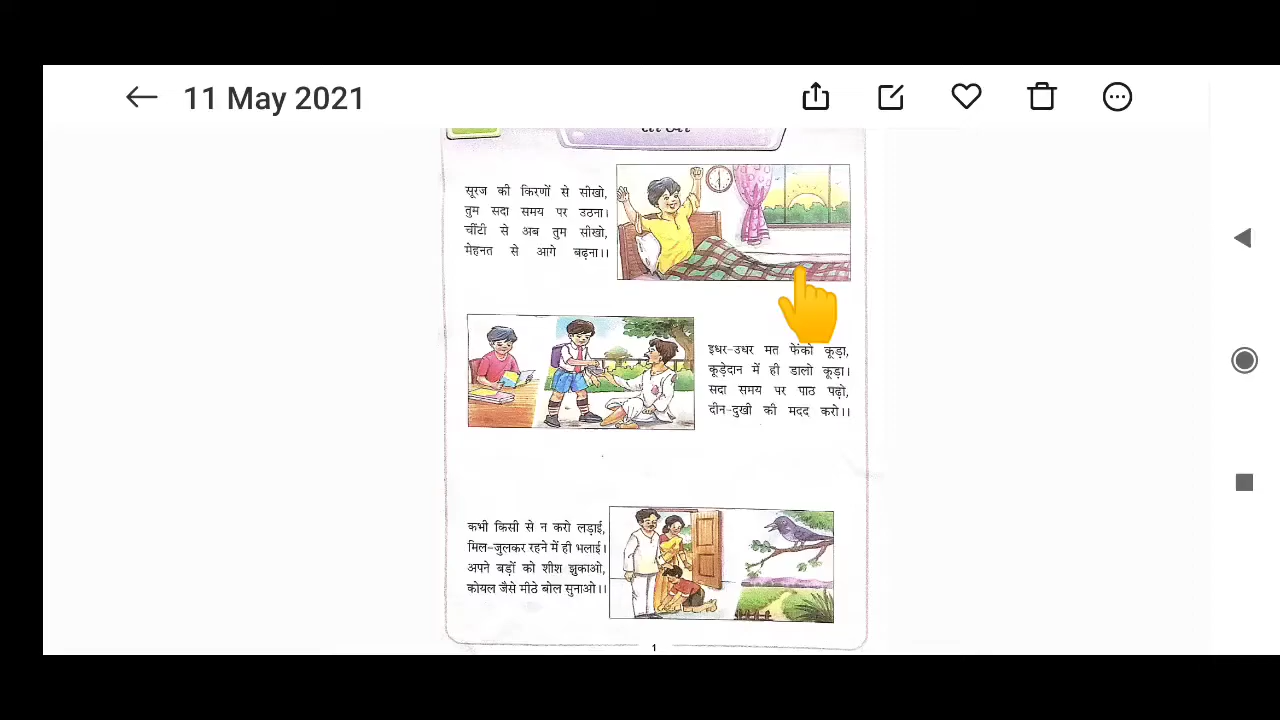 11 May 2021
सूरज की किरणों से सीखो,
तुम सदा समय पर उठना।
चींटी से अब तुम सीखो,
मेहनत से आगे बढ़ना।।
इधर-उधर मत फेंको कूड़ा,
कूड़ेदान में ही डालो कूड़ा।
सदा समय पर पाठ पढ़ो,
दीन-दुखी की मदद करो।।
कभी किसी से न करो लड़ाई,
मिल-जुलकर रहने में ही भलाई।
अपने बड़ों को शीश झुकाओ,
कोयल जैसे मीठे बोल सुनाओ।।
1